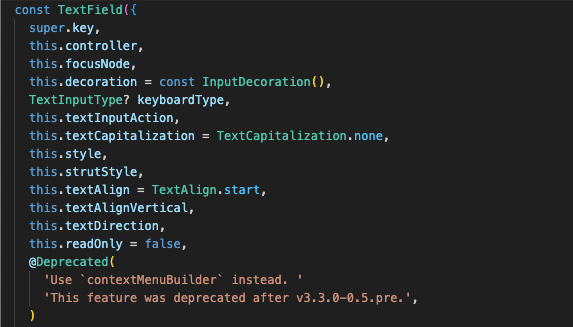 const TextField({
super.key,
this.controller,
this.focusNode,
this.decoration = const InputDecoration(),
TextInputType? keyboardType,
this.textInputAction,
this.textCapitalization = TextCapitalization.none,
this.style,
this.strutStyle,
this.textAlign = TextAlign.start,
this.textAlignVertical,
this.textDirection,
this.readOnly = false,
@Deprecated(
'Use `contextMenuBuilder` instead. '
'This feature was deprecated after v3.3.0-0.5.pre.',
)